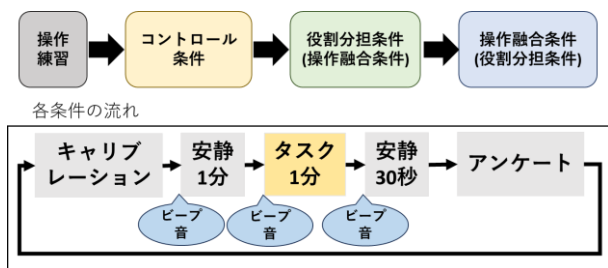 操作
練習
コントロール
条件
役割分担条件
(操作融合条件)
操作融合条件
(役割分担条件)
各条件の流れ
キャリブ
レーション
安静
1分
タスク
1分
安静
30秒
アンケート
ビープ
音
ビープ
音
ビープ
音